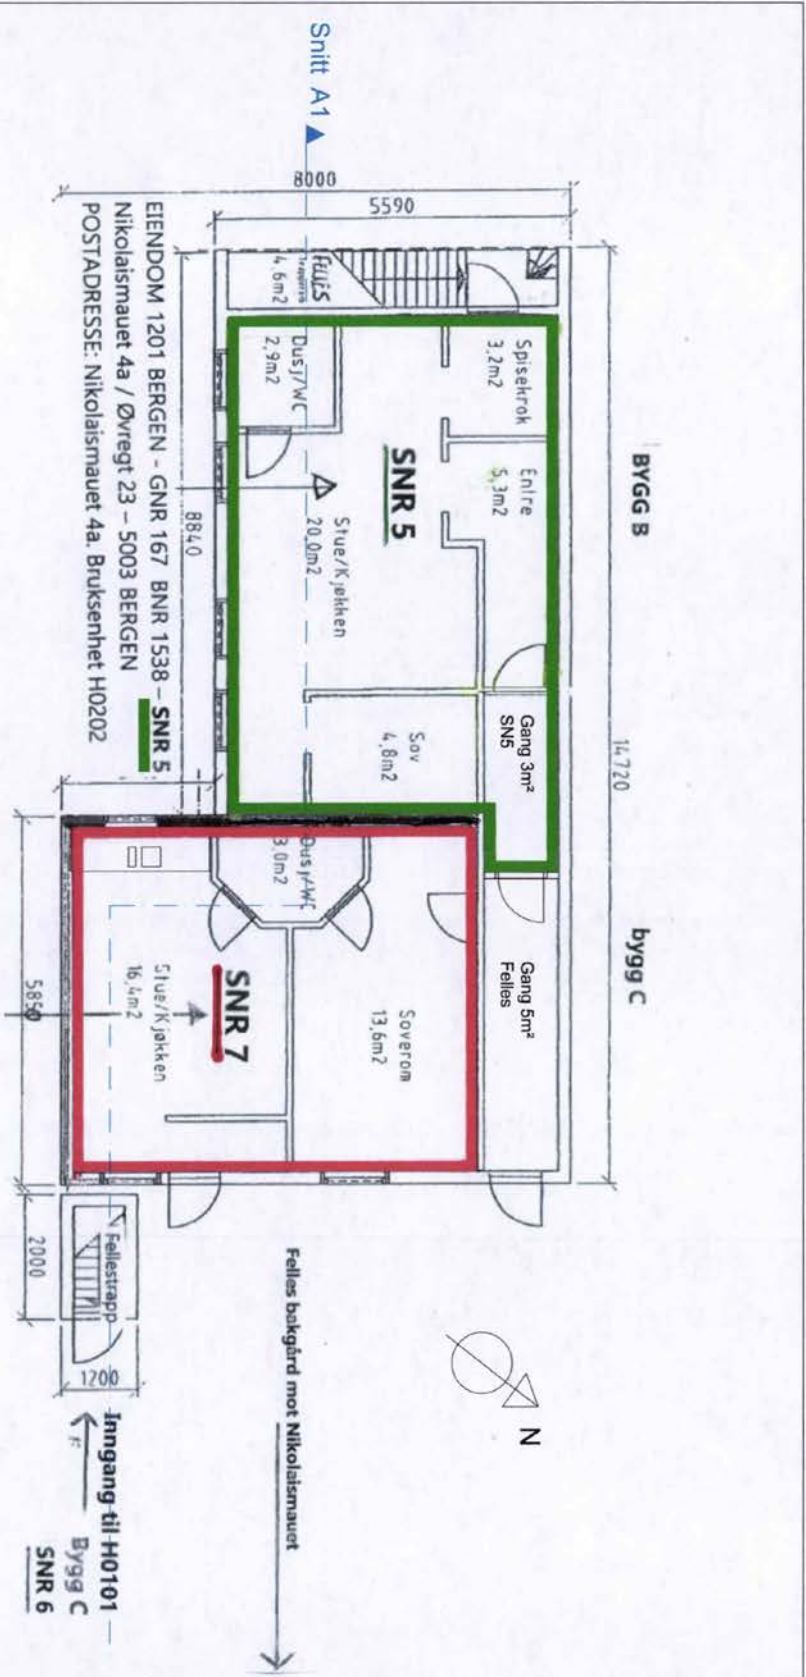 BYGG B
bygg C
14720
Snitt A1
8000
5590
Felles
Trapperom
4,6m2
Spisekrok
3,2m2
Entre
5,3m2
Gang 3m²
SN5
Gang 5m²
Felles
Dusj/WC
2,9m2
SNR 5
Stue/Kjøkken
20,0m2
Sov
4,8m2
8840
Dusj/WC
3,0m2
Soverom
13,6m2
SNR 7
Stue/Kjøkken
16,4m2
5850
EIENDOM 1201 BERGEN - GNR 167 BNR 1538 – SNR 5
Nikolaismauet 4a / Øvregt 23 – 5003 BERGEN
POSTADRESSE: Nikolaismauet 4a. Bruksenhet H0202
N
Felles bakgård mot Nikolaismauet
Fellestrapp
2000
1200
Inngang til H0101
Bygg C
SNR 6